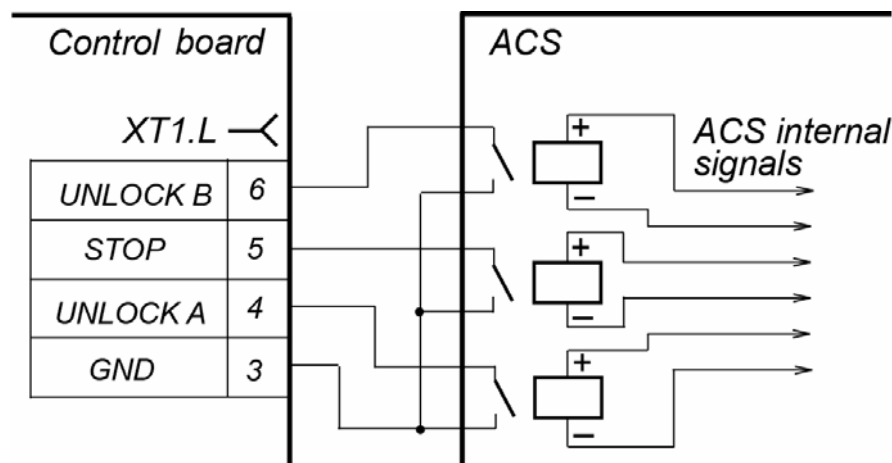 Control board
ACS
XT1.L
ACS internal
signals
UNLOCK B 6
STOP 5
UNLOCK A 4
GND 3
+
−
+
−
+
−